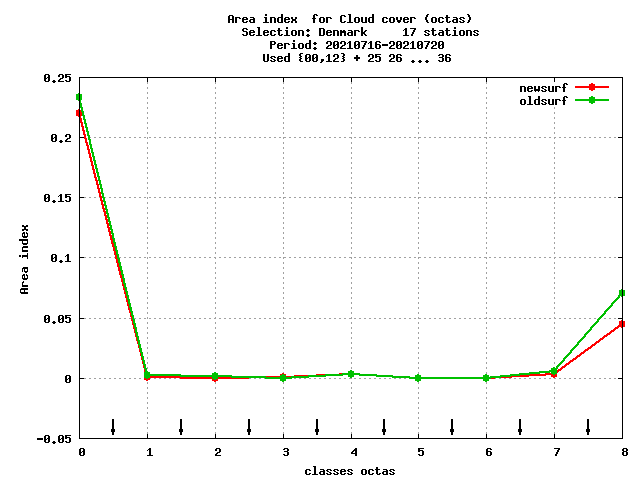 Area index  for Cloud cover (octas)
Selection: Denmark     17 stations
Period: 20210716-20210720
Used {00,12} + 25 26 ... 36
newsurf
oldsurf
0.25
0.2
0.15
0.1
0.05
0
-0.05
Area index
0 1 2 3 4 5 6 7 8
classes octas